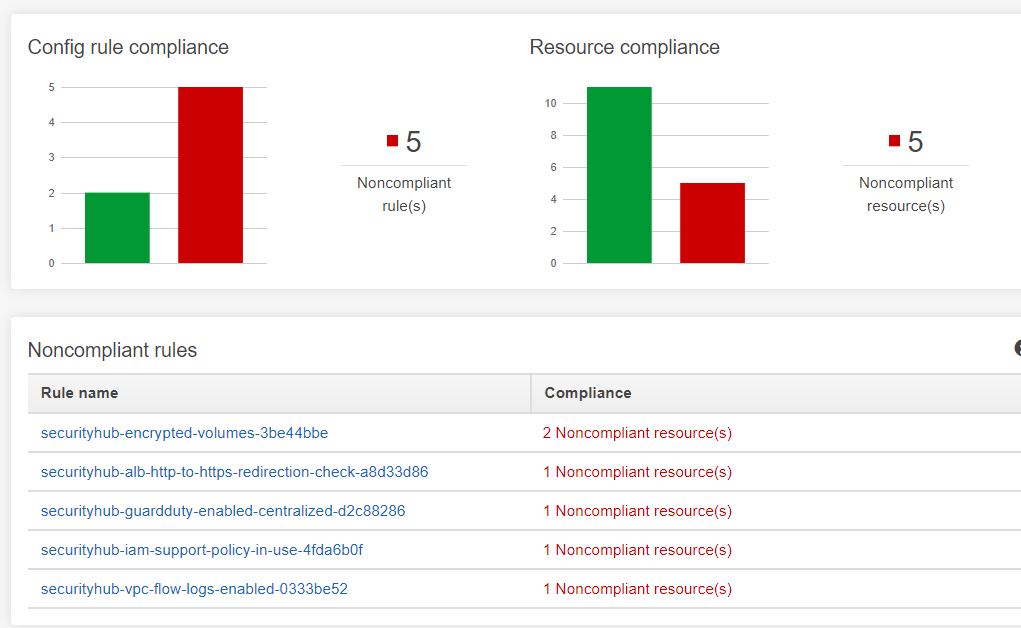 Config rule compliance
5
4
3
2
1
0
5
Noncompliant
rule(s)
Resource compliance
10
8
6
4
2
0
5
Noncompliant
resource(s)
Noncompliant rules
Rule name Compliance
securityhub-encrypted-volumes-3be44bbe 2 Noncompliant resource(s)
securityhub-alb-http-to-https-redirection-check-a8d33d86 1 Noncompliant resource(s)
securityhub-guardduty-enabled-centralized-d2c88286 1 Noncompliant resource(s)
securityhub-iam-support-policy-in-use-4fda6b0f 1 Noncompliant resource(s)
securityhub-vpc-flow-logs-enabled-0333be52 1 Noncompliant resource(s)